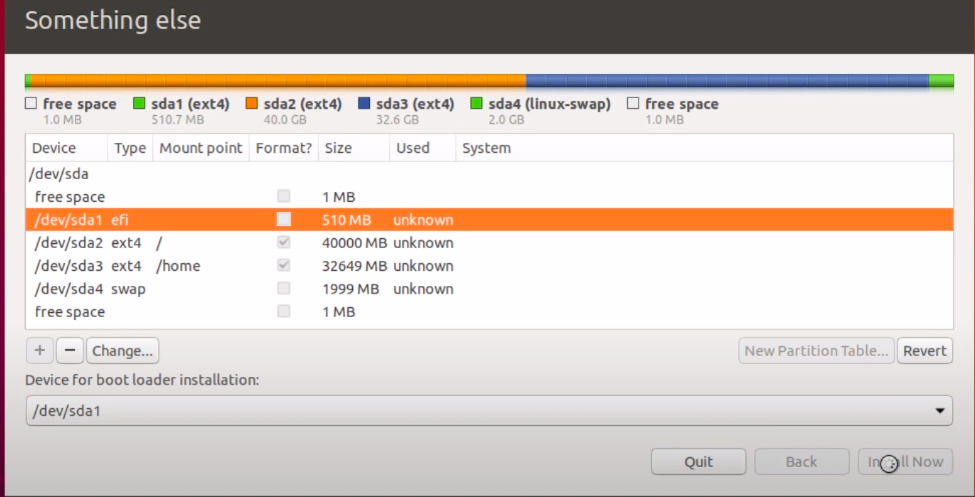 Something else
free space sda1 (ext4) sda2 (ext4) sda3 (ext4) sda4 (linux-swap) free space
1.0 MB 510.7 MB 40.0 GB 32.6 GB 2.0 GB 1.0 MB
Device Type Mount point Format? Size Used System
/dev/sda
free space 1 MB
/dev/sda1 efi 510 MB unknown
/dev/sda2 ext4 / 40000 MB unknown
/dev/sda3 ext4 /home 32649 MB unknown
/dev/sda4 swap 1999 MB unknown
free space 1 MB
+ − Change... New Partition Table... Revert
Device for boot loader installation:
/dev/sda1
Quit Back Install Now